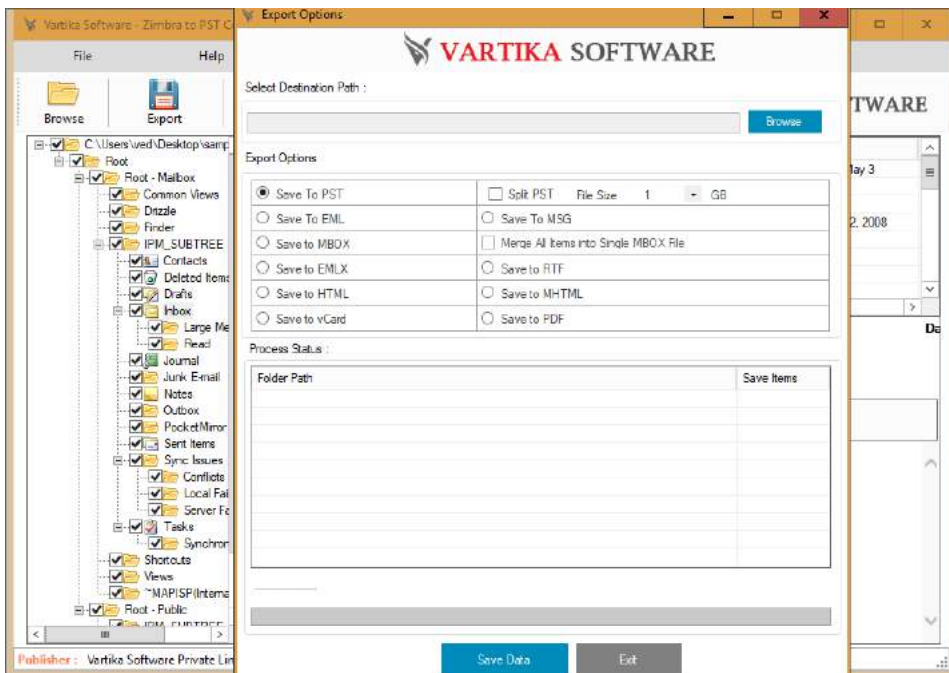 Vartika Software - Zimbra to PST
Export Options
File
Help
VARTIKA SOFTWARE
TWARE
Browse
Export
Select Destination Path :
Browse
Export Options
Save To PST
Split PST File Size 1 GB
Save To EML
Save To MSG
Save to MBOX
Merge All Items into Single MBOX File
Save to EMLX
Save to RTF
Save to HTML
Save to MHTML
Save to vCard
Save to PDF
Process Status :
Folder Path
Save Items
Save Data
Exit
C:\Users\ved\Desktop\samp
Root
Root - Mailbox
Common Views
Drizzle
Finder
IPM_SUBTREE
Contacts
Deleted Items
Drafts
Inbox
Large Me
Read
Journal
Junk E-mail
Notes
Outbox
PocketMirror
Sent Items
Sync Issues
Conflicts
Local Fai
Server Fa
Tasks
Synchron
Shortcuts
Views
~MAPISP(Interna
Root - Public
IPM_SUBTREE
May 3
2, 2008
Da
Publisher : Vartika Software Private Lim